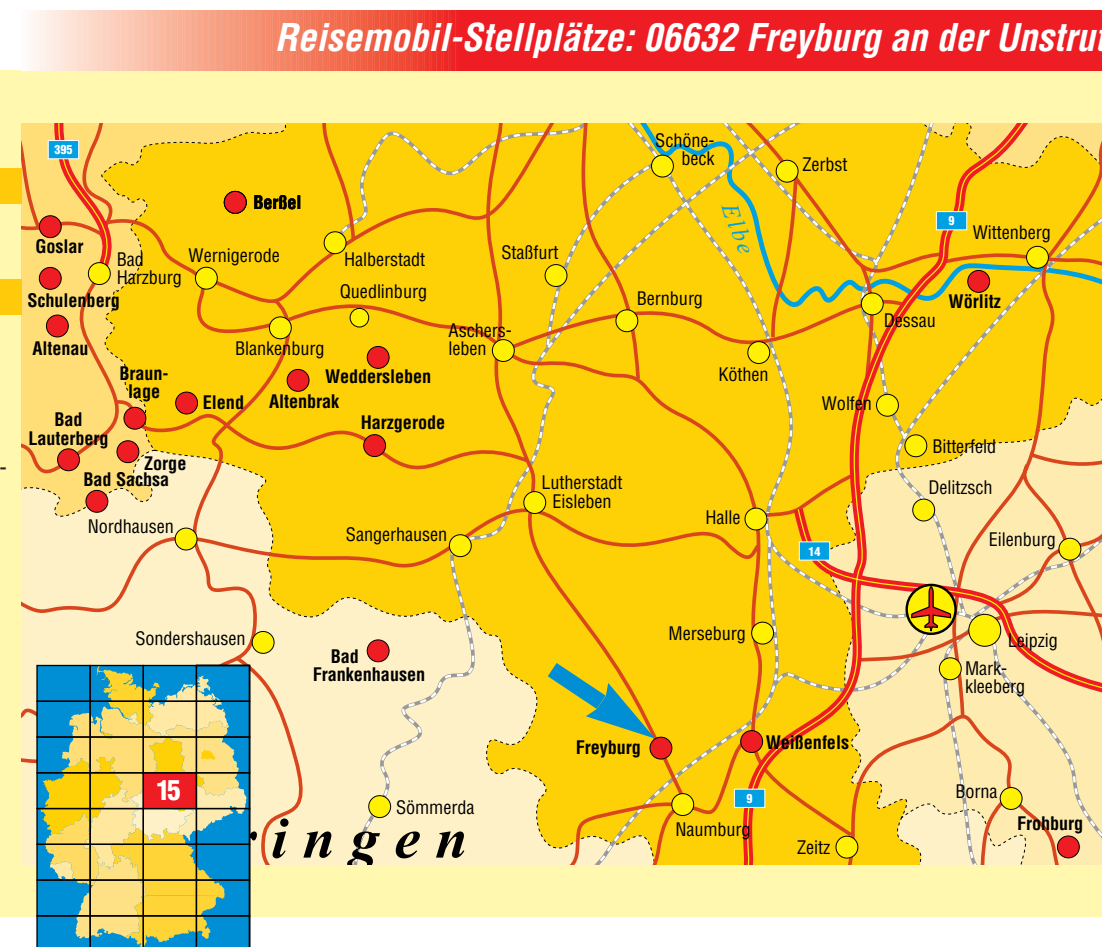 Reisemobil-Stellplätze: 06632 Freyburg an der Unstrut
395
Schöne-
beck
Zerbst
Berßel
Elbe
9
Goslar
Wittenberg
Bad
Harzburg
Wernigerode
Halberstadt
Staßfurt
Schulenberg
Quedlinburg
Bernburg
Wörlitz
Altenau
Blankenburg
Aschers-
leben
Dessau
Braun-
lage
Weddersleben
Köthen
Elend
Altenbrak
Wolfen
Bad
Lauterberg
Harzgerode
Bitterfeld
Zorge
Bad Sachsa
Lutherstadt
Eisleben
Delitzsch
Nordhausen
Sangerhausen
Halle
14
Eilenburg
Sondershausen
Merseburg
Leipzig
Bad
Frankenhausen
Mark-
kleeberg
Freyburg
Weißenfels
15
9
Borna
Sömmerda
Naumburg
Frohburg
ringen
Zeitz
-